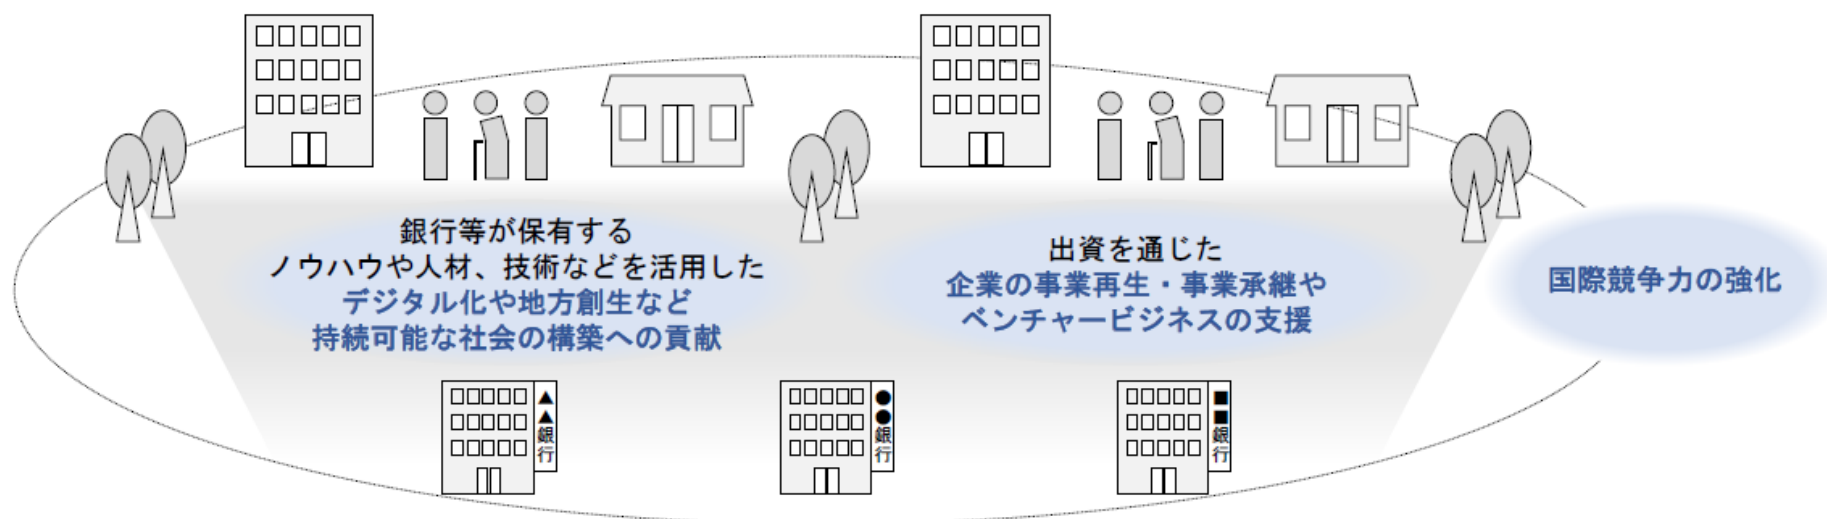 銀行等が保有する
ノウハウや人材、技術などを活用した
デジタル化や地方創生など
持続可能な社会の構築への貢献
出資を通じた
企業の事業再生・事業承継や
ベンチャービジネスの支援
国際競争力の強化
▲▲銀行
●●銀行
■■銀行